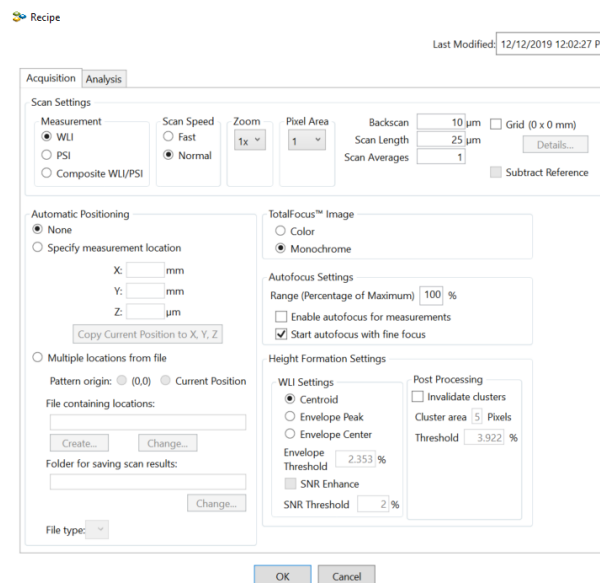 Recipe
Last Modified: 12/12/2019 12:02:27 P
Acquisition Analysis
Scan Settings
Measurement
WLI
PSI
Composite WLI/PSI
Scan Speed
Fast
Normal
Zoom
1x
Pixel Area
1
Backscan 10 µm
Scan Length 25 µm
Scan Averages 1
Grid (0 x 0 mm)
Details...
Subtract Reference
Automatic Positioning
None
Specify measurement location
X: mm
Y: mm
Z: µm
Copy Current Position to X, Y, Z
Multiple locations from file
Pattern origin: (0,0) Current Position
File containing locations:
Create... Change...
Folder for saving scan results:
Change...
File type:
TotalFocus™ Image
Color
Monochrome
Autofocus Settings
Range (Percentage of Maximum) 100 %
Enable autofocus for measurements
Start autofocus with fine focus
Height Formation Settings
WLI Settings
Centroid
Envelope Peak
Envelope Center
Envelope
Threshold 2.353 %
SNR Enhance
SNR Threshold 2 %
Post Processing
Invalidate clusters
Cluster area 5 Pixels
Threshold 3.922 %
OK Cancel